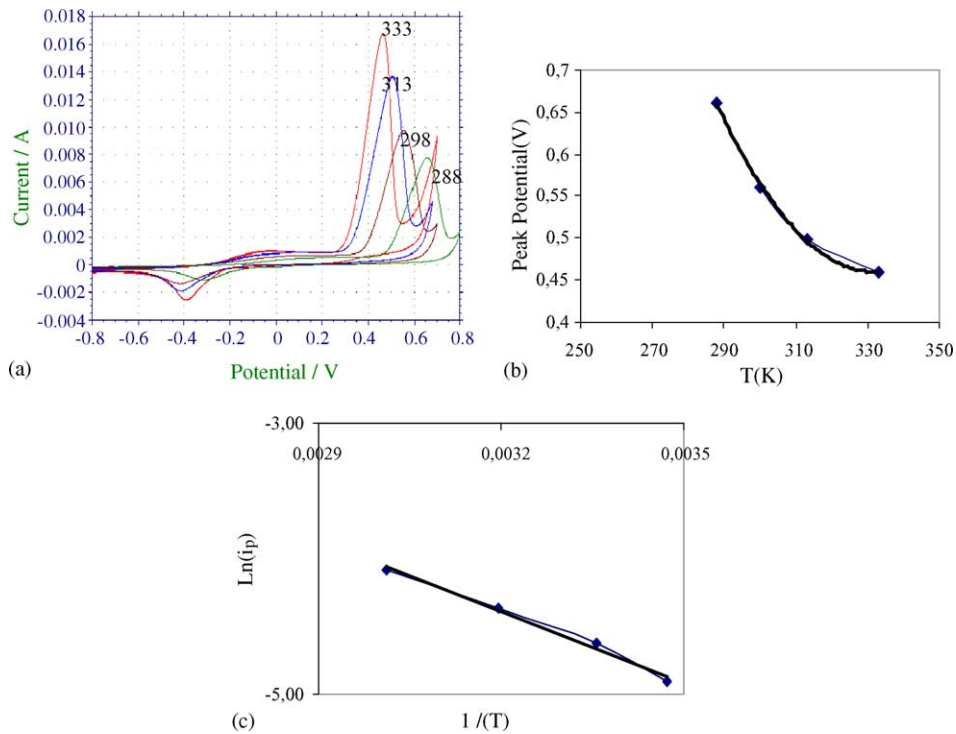 0.018
0.016
0.014
0.012
0.010
0.008
0.006
0.004
0.002
0
-0.002
-0.004
Current / A
333
313
298
288
-0.8 -0.6 -0.4 -0.2 0 0.2 0.4 0.6 0.8
Potential / V
(a)
0,7
0,65
0,6
0,55
0,5
0,45
0,4
Peak Potential(V)
250 270 290 310 330 350
T(K)
(b)
-3,00
0,0029 0,0032 0,0035
Ln(ip)
-5,00
1 /(T)
(c)